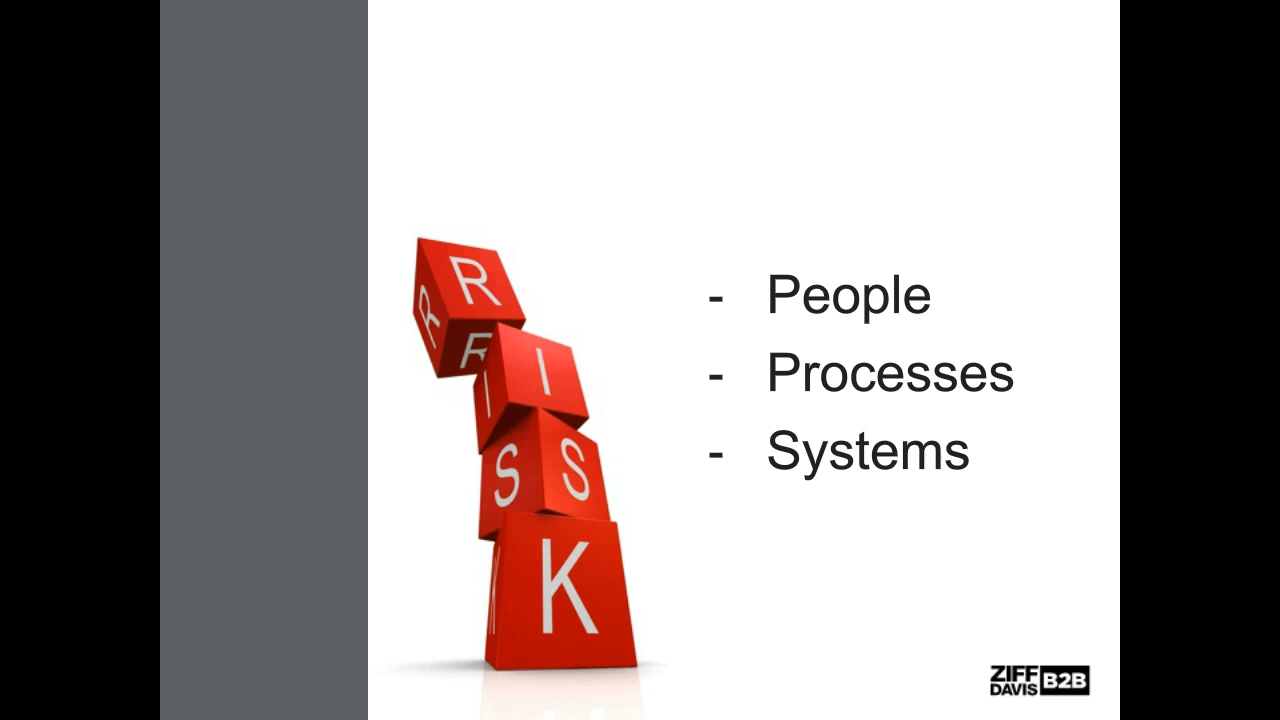 R
R
R
I
I
S
S
K
K
- People
- Processes
- Systems
ZIFF
DAVIS B2B